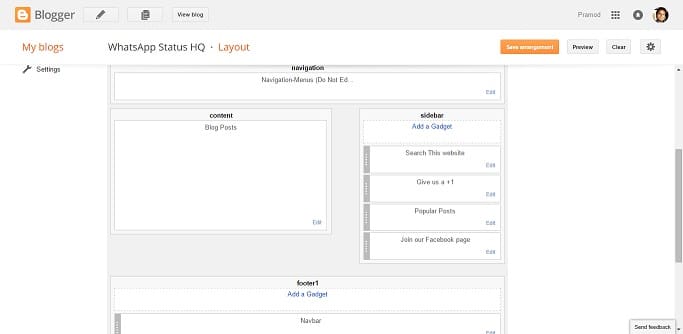 Blogger
View blog
Pramod
My blogs
WhatsApp Status HQ · Layout
Save arrangement
Preview
Clear
Settings
navigation
Navigation-Menus (Do Not Ed...
Edit
content
Blog Posts
Edit
sidebar
Add a Gadget
Search This website
Edit
Give us a +1
Edit
Popular Posts
Edit
Join our Facebook page
Edit
footer1
Add a Gadget
Navbar
Send feedback